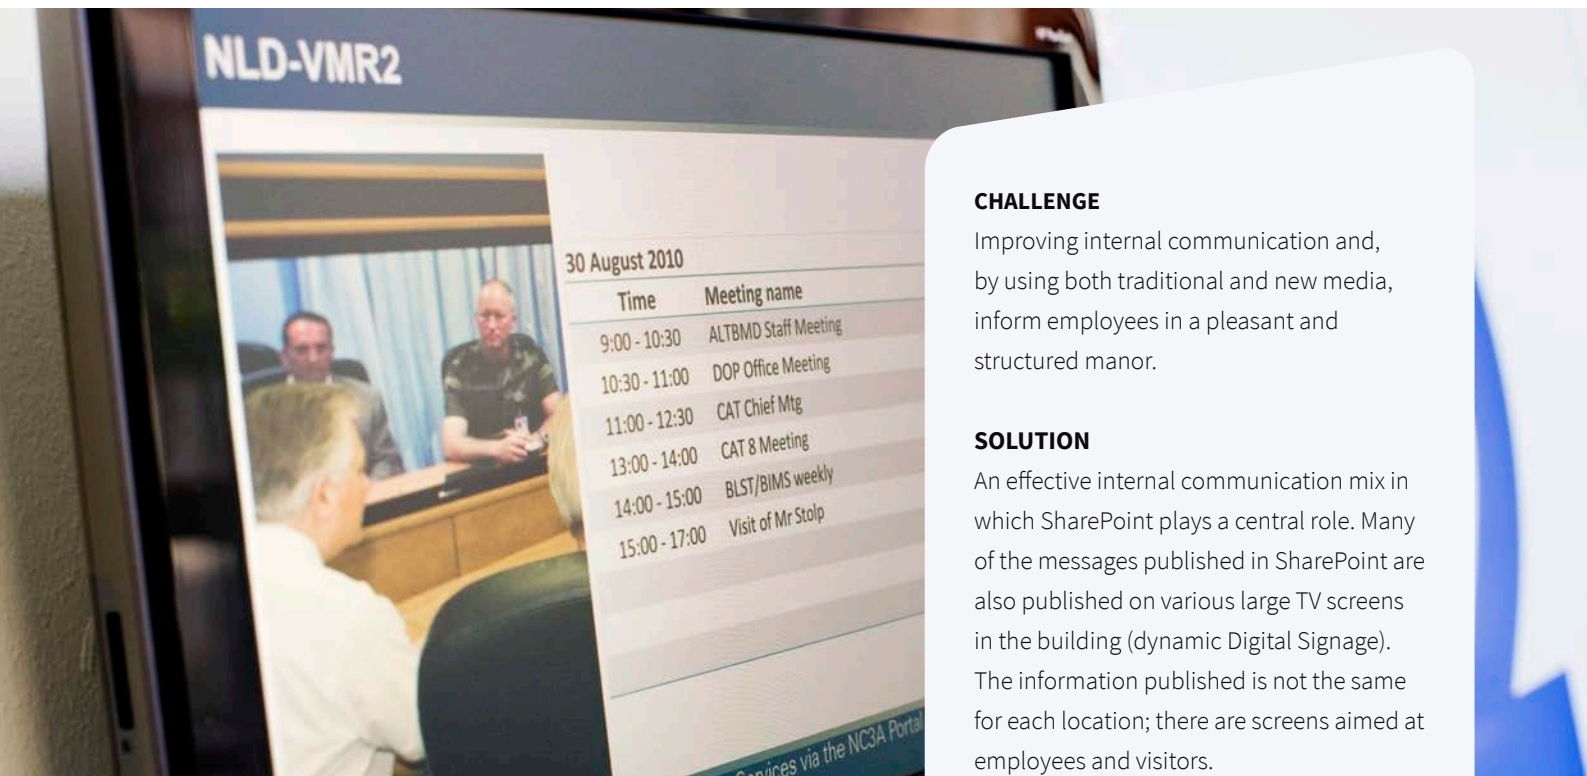 NLD-VMR2
30 August 2010
Time Meeting name
9:00 - 10:30 ALTBMD Staff Meeting
10:30 - 11:00 DOP Office Meeting
11:00 - 12:30 CAT Chief Mtg
13:00 - 14:00 CAT 8 Meeting
14:00 - 15:00 BLST/BIMS weekly
15:00 - 17:00 Visit of Mr Stolp
via the NC3A Portal
CHALLENGE
Improving internal communication and,
by using both traditional and new media,
inform employees in a pleasant and
structured manor.
SOLUTION
An effective internal communication mix in
which SharePoint plays a central role. Many
of the messages published in SharePoint are
also published on various large TV screens
in the building (dynamic Digital Signage).
The information published is not the same
for each location; there are screens aimed at
employees and visitors.